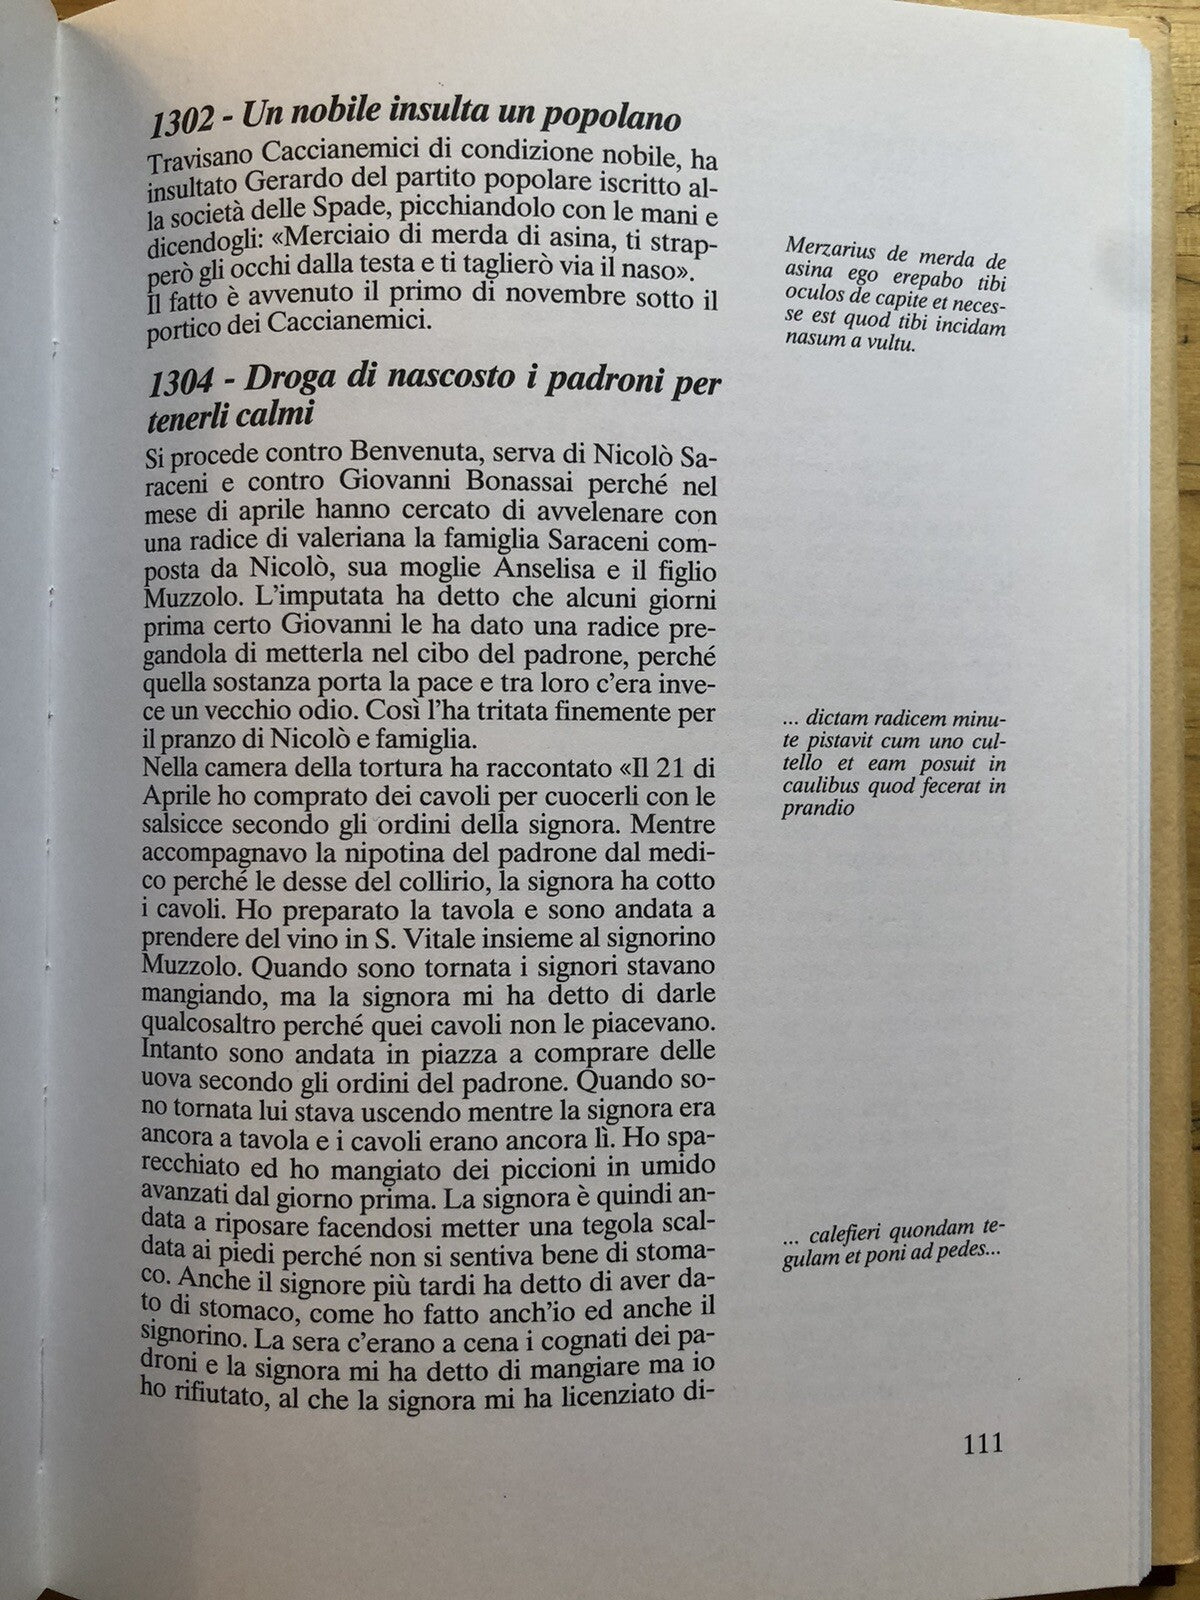 1302 - Un nobile insulta un popolano
Travisano Caccianemici di condizione nobile, ha
insultato Gerardo del partito popolare iscritto al-
la società delle Spade, picchiandolo con le mani e
dicendogli: «Merciaio di merda di asina, ti strap-
però gli occhi dalla testa e ti taglierò via il naso».
Il fatto è avvenuto il primo di novembre sotto il
portico dei Caccianemici.
Merzarius de merda de
asina ego erepabo tibi
oculos de capite et neces-
se est quod tibi incidam
nasum a vultu.
1304 - Droga di nascosto i padroni per
tenerli calmi
Si procede contro Benvenuta, serva di Nicolò Sa-
raceni e contro Giovanni Bonassai perché nel
mese di aprile hanno cercato di avvelenare con
una radice di valeriana la famiglia Saraceni com-
posta da Nicolò, sua moglie Anselisa e il figlio
Muzzolo. L'imputata ha detto che alcuni giorni
prima certo Giovanni le ha dato una radice pre-
gandola di metterla nel cibo del padrone, perché
quella sostanza porta la pace e tra loro c'era inve-
ce un vecchio odio. Così l'ha tritata finemente per
il pranzo di Nicolò e famiglia.
... dictam radicem minu-
te pistavit cum uno cul-
tello et eam posuit in
caulibus quod fecerat in
prandio
Nella camera della tortura ha raccontato «Il 21 di
Aprile ho comprato dei cavoli per cuocerli con le
salsicce secondo gli ordini della signora. Mentre
accompagnavo la nipotina del padrone dal medi-
co perché le desse del collirio, la signora ha cotto
i cavoli. Ho preparato la tavola e sono andata a
prendere del vino in S. Vitale insieme al signorino
Muzzolo. Quando sono tornata i signori stavano
mangiando, ma la signora mi ha detto di darle
qualcosaltro perché quei cavoli non le piacevano.
Intanto sono andata in piazza a comprare delle
uova secondo gli ordini del padrone. Quando so-
no tornata lui stava uscendo mentre la signora era
ancora a tavola e i cavoli erano ancora lì. Ho spa-
recchiato ed ho mangiato dei piccioni in umido
avanzati dal giorno prima. La signora è quindi an-
data a riposare facendosi metter una tegola scal-
data ai piedi perché non si sentiva bene di stoma-
co. Anche il signore più tardi ha detto di aver da-
to di stomaco, come ho fatto anch'io ed anche il
signorino. La sera c'erano a cena i cognati dei pa-
droni e la signora mi ha detto di mangiare ma io
ho rifiutato, al che la signora mi ha licenziato di-
... calefieri quondam te-
gulam et poni ad pedes...
111